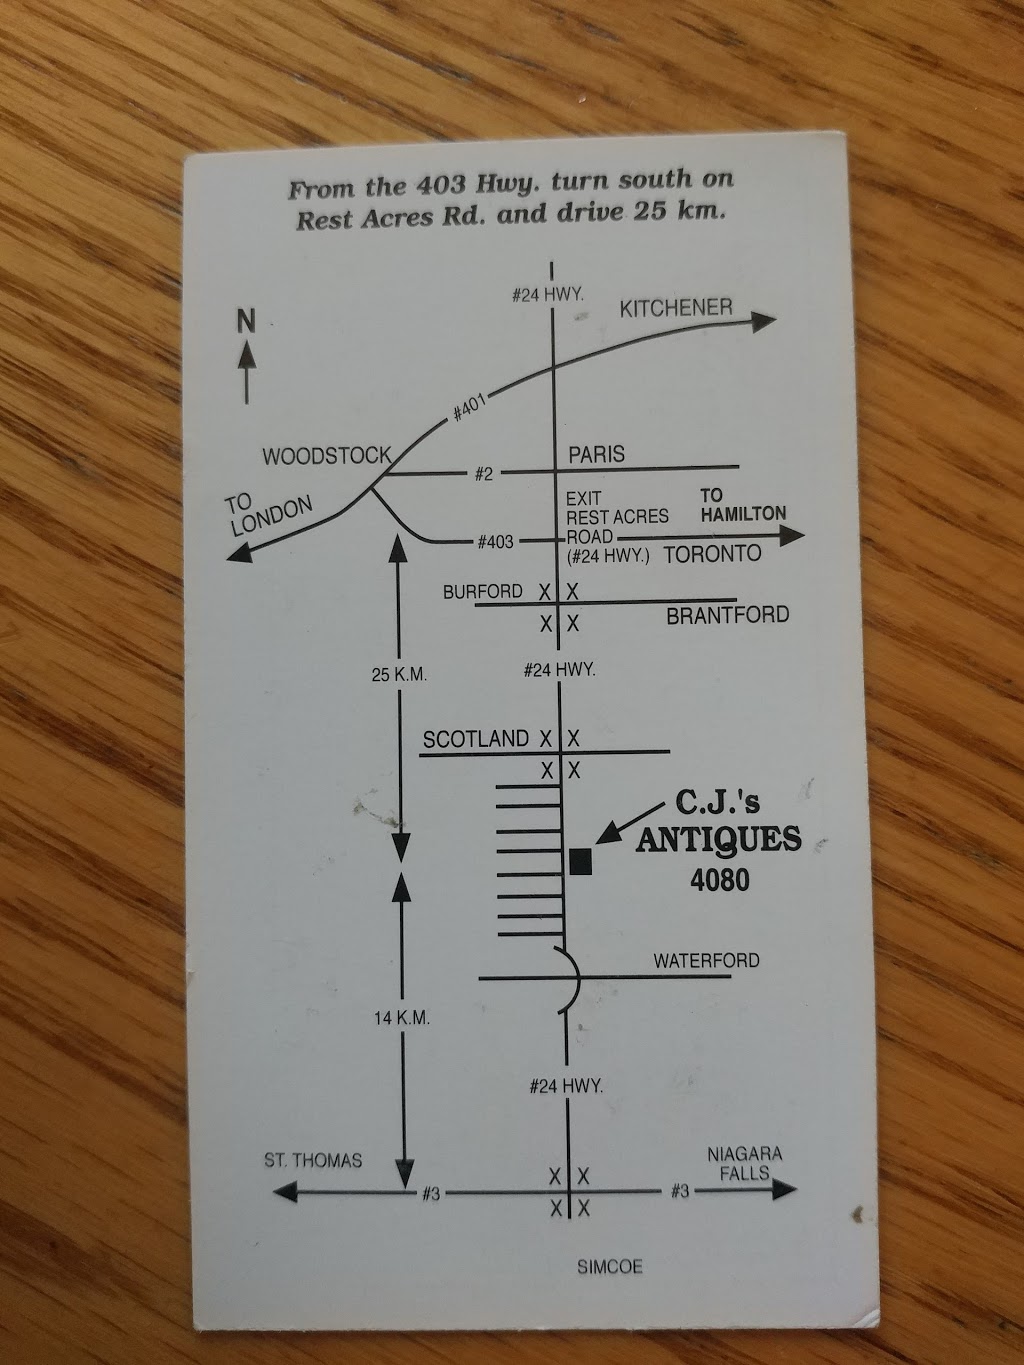 From the 403 Hwy. turn south on
Rest Acres Rd. and drive 25 km.
#24 HWY.
KITCHENER
N
#401
WOODSTOCK
#2
PARIS
TO
LONDON
EXIT
REST ACRES
ROAD
(#24 HWY.)
TO
HAMILTON
#403
TORONTO
BURFORD X X
X X
BRANTFORD
25 K.M.
#24 HWY.
SCOTLAND X X
X X
C.J.'s
ANTIQUES
4080
WATERFORD
14 K.M.
#24 HWY.
ST. THOMAS
NIAGARA
FALLS
X X
#3
#3
X X
SIMCOE